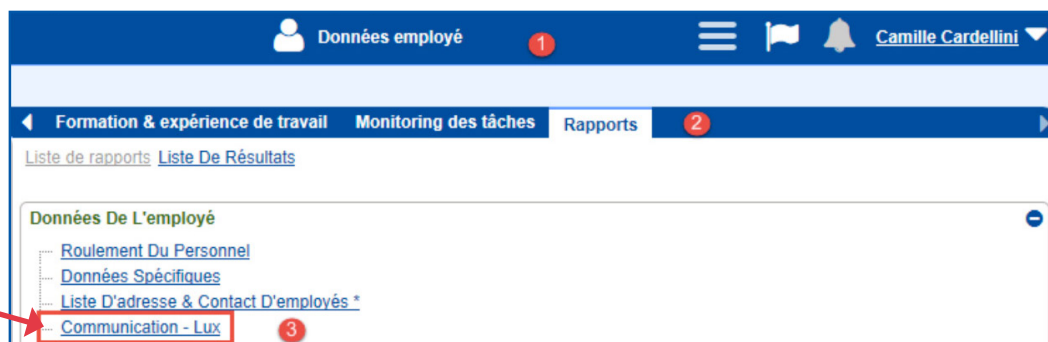 Données employé 1 Camille Cardellini
Formation & expérience de travail Monitoring des tâches Rapports 2
Liste de rapports Liste De Résultats
Données De L'employé
Roulement Du Personnel
Données Spécifiques
Liste D'adresse & Contact D'employés *
Communication - Lux 3